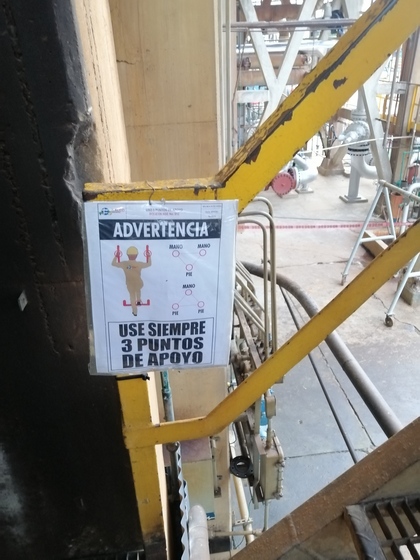 ADVERTENCIA
MANO MANO
PIE
MANO
PIE PIE
USE SIEMPRE
3 PUNTOS
DE APOYO